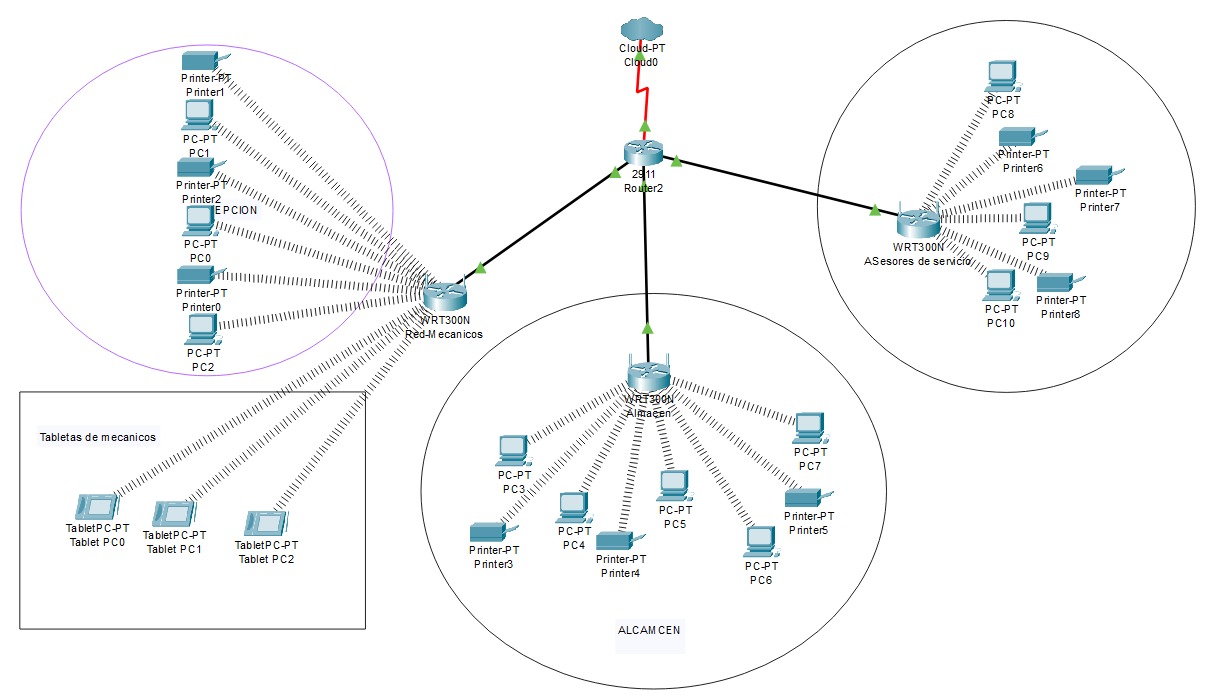 Cloud-PT
Cloud0
2911
Router2
Printer-PT
Printer1
PC-PT
PC1
Printer-PT
Printer2
EPCION
PC-PT
PC0
Printer-PT
Printer0
PC-PT
PC2
WRT300N
Red-Mecanicos
PC-PT
PC8
Printer-PT
Printer6
Printer-PT
Printer7
WRT300N
ASesores de servicio
PC-PT
PC9
PC-PT
PC10
Printer-PT
Printer8
Tabletas de mecanicos
TabletPC-PT
Tablet PC0
TabletPC-PT
Tablet PC1
TabletPC-PT
Tablet PC2
WRT300N
Almacen
PC-PT
PC3
Printer-PT
Printer3
PC-PT
PC4
Printer-PT
Printer4
PC-PT
PC5
PC-PT
PC6
Printer-PT
Printer5
PC-PT
PC7
ALCAMCEN